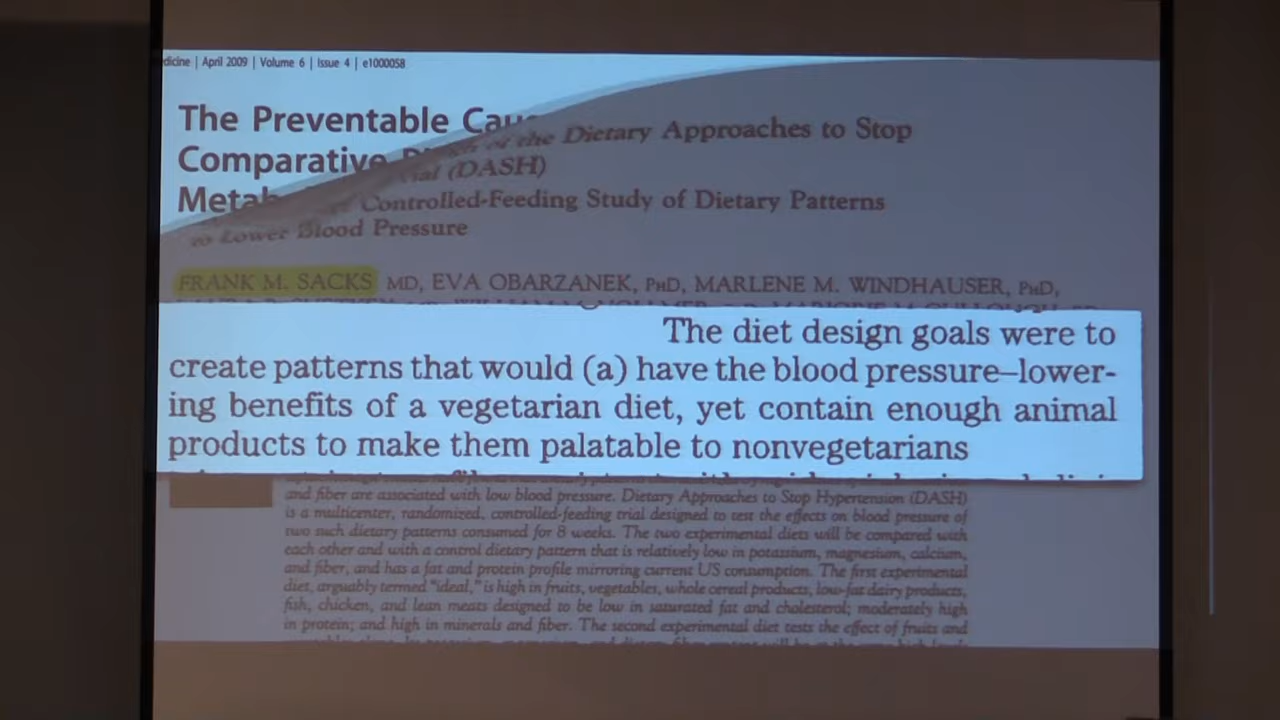 dicine | April 2009 | Volume 6 | Issue 4 | e1000058
The Preventable
Comparative
of the Dietary Approaches to Stop
(DASH)
Controlled-Feeding Study of Dietary Patterns
to Lower Blood Pressure
FRANK M. SACKS MD, EVA OBARZANEK, PHD, MARLENE M. WINDHAUSER, PHD,
The diet design goals were to
create patterns that would (a) have the blood pressure–lower-
ing benefits of a vegetarian diet, yet contain enough animal
products to make them palatable to nonvegetarians
and fiber are associated with low blood pressure. Dietary Approaches to Stop Hypertension (DASH)
is a multicenter, randomized, controlled-feeding trial designed to test the effects on blood pressure of
two such dietary patterns consumed for 8 weeks. The two experimental diets will be compared with
each other and with a control dietary pattern that is relatively low in potassium, magnesium, calcium,
and fiber, and has a fat and protein profile mirroring current US consumption. The first experimental
diet, arguably termed "ideal," is high in fruits, vegetables, whole cereal products, low-fat dairy products,
fish, chicken, and lean meats designed to be low in saturated fat and cholesterol; moderately high
in protein; and high in minerals and fiber. The second experimental diet tests the effect of fruits and